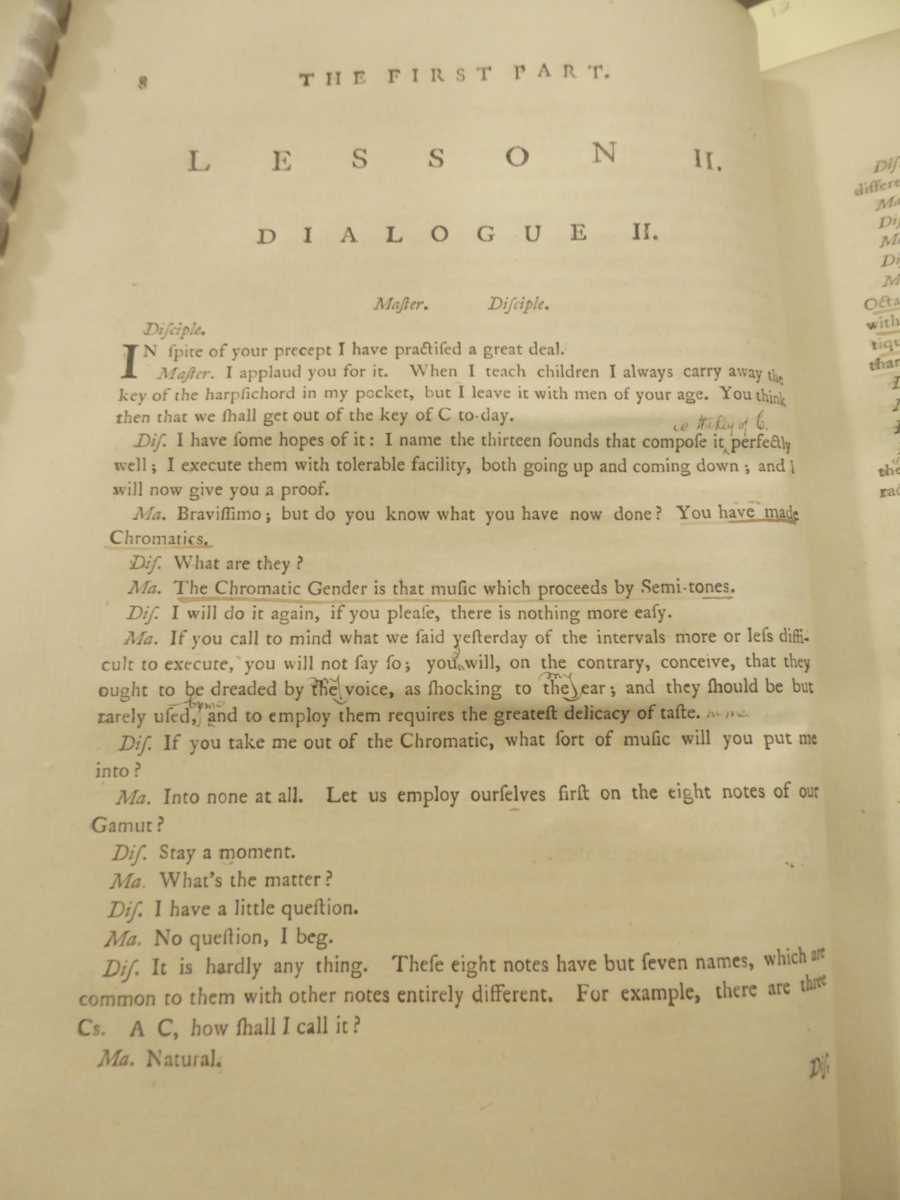 8 THE FIRST PART.
LESSON II.
DIALOGUE II.
Maſter. Diſciple.
Diſciple.
IN ſpite of your precept I have practiſed a great deal.
Maſter. I applaud you for it. When I teach children I always carry away the
key of the harpſichord in my pocket, but I leave it with men of your age. You think
then that we ſhall get out of the key of C to-day.
ie the key of C.
Diſ. I have ſome hopes of it: I name the thirteen ſounds that compoſe it perfectly
well; I execute them with tolerable facility, both going up and coming down; and I
will now give you a proof.
Ma. Braviſſimo; but do you know what you have now done? You have made
Chromatics.
Diſ. What are they?
Ma. The Chromatic Gender is that muſic which proceeds by Semi-tones.
Diſ. I will do it again, if you pleaſe, there is nothing more eaſy.
Ma. If you call to mind what we ſaid yeſterday of the intervals more or leſs diffi-
cult to execute, you will not ſay ſo; you will, on the contrary, conceive, that they
ought to be dreaded by the voice, as ſhocking to the ear; and they ſhould be but
rarely uſed, and to employ them requires the greateſt delicacy of taſte.
Diſ. If you take me out of the Chromatic, what ſort of muſic will you put me
into?
Ma. Into none at all. Let us employ ourſelves firſt on the eight notes of our
Gamut?
Diſ. Stay a moment.
Ma. What's the matter?
Diſ. I have a little queſtion.
Ma. No queſtion, I beg.
Diſ. It is hardly any thing. Theſe eight notes have but ſeven names, which are
common to them with other notes entirely different. For example, there are three
Cs. A C, how ſhall I call it?
Ma. Natural.
Diſ.
Diſ.
Ma
Diſ
Ma
Di
M
Octa
with
tiqu
than